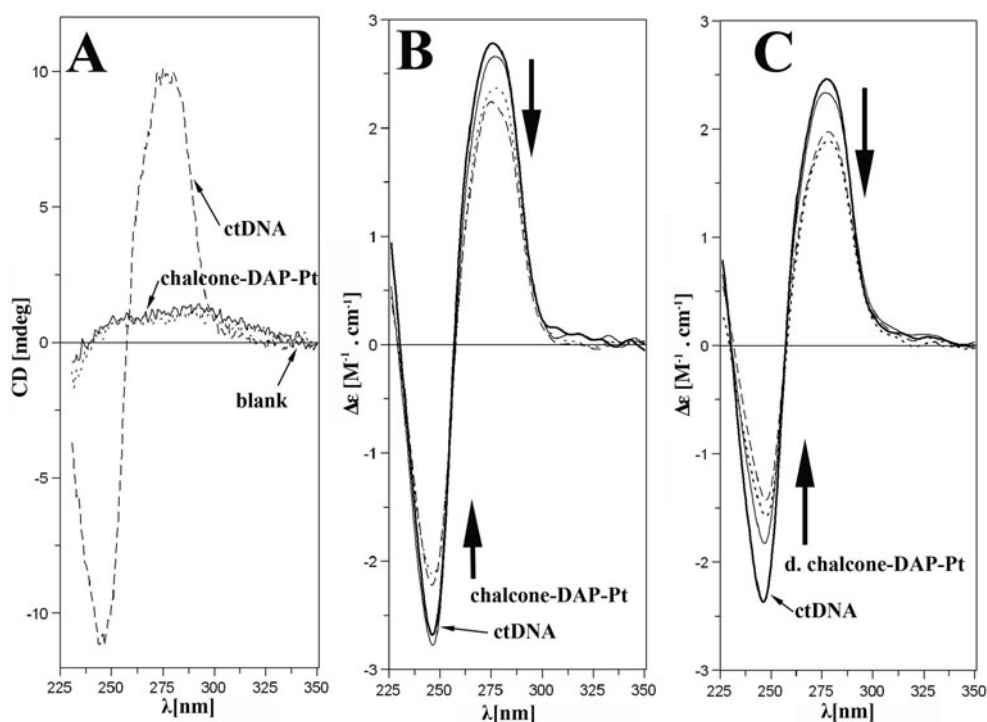 A
CD [mdeg]
10
5
0
-5
-10
ctDNA
chalcone-DAP-Pt
blank
225 250 275 300 325 350
λ[nm]
B
Δε [M⁻¹ . cm⁻¹]
3
2
1
0
-1
-2
-3
chalcone-DAP-Pt
ctDNA
225 250 275 300 325 350
λ[nm]
C
Δε [M⁻¹ . cm⁻¹]
3
2
1
0
-1
-2
-3
d. chalcone-DAP-Pt
ctDNA
225 250 275 300 325 350
λ[nm]